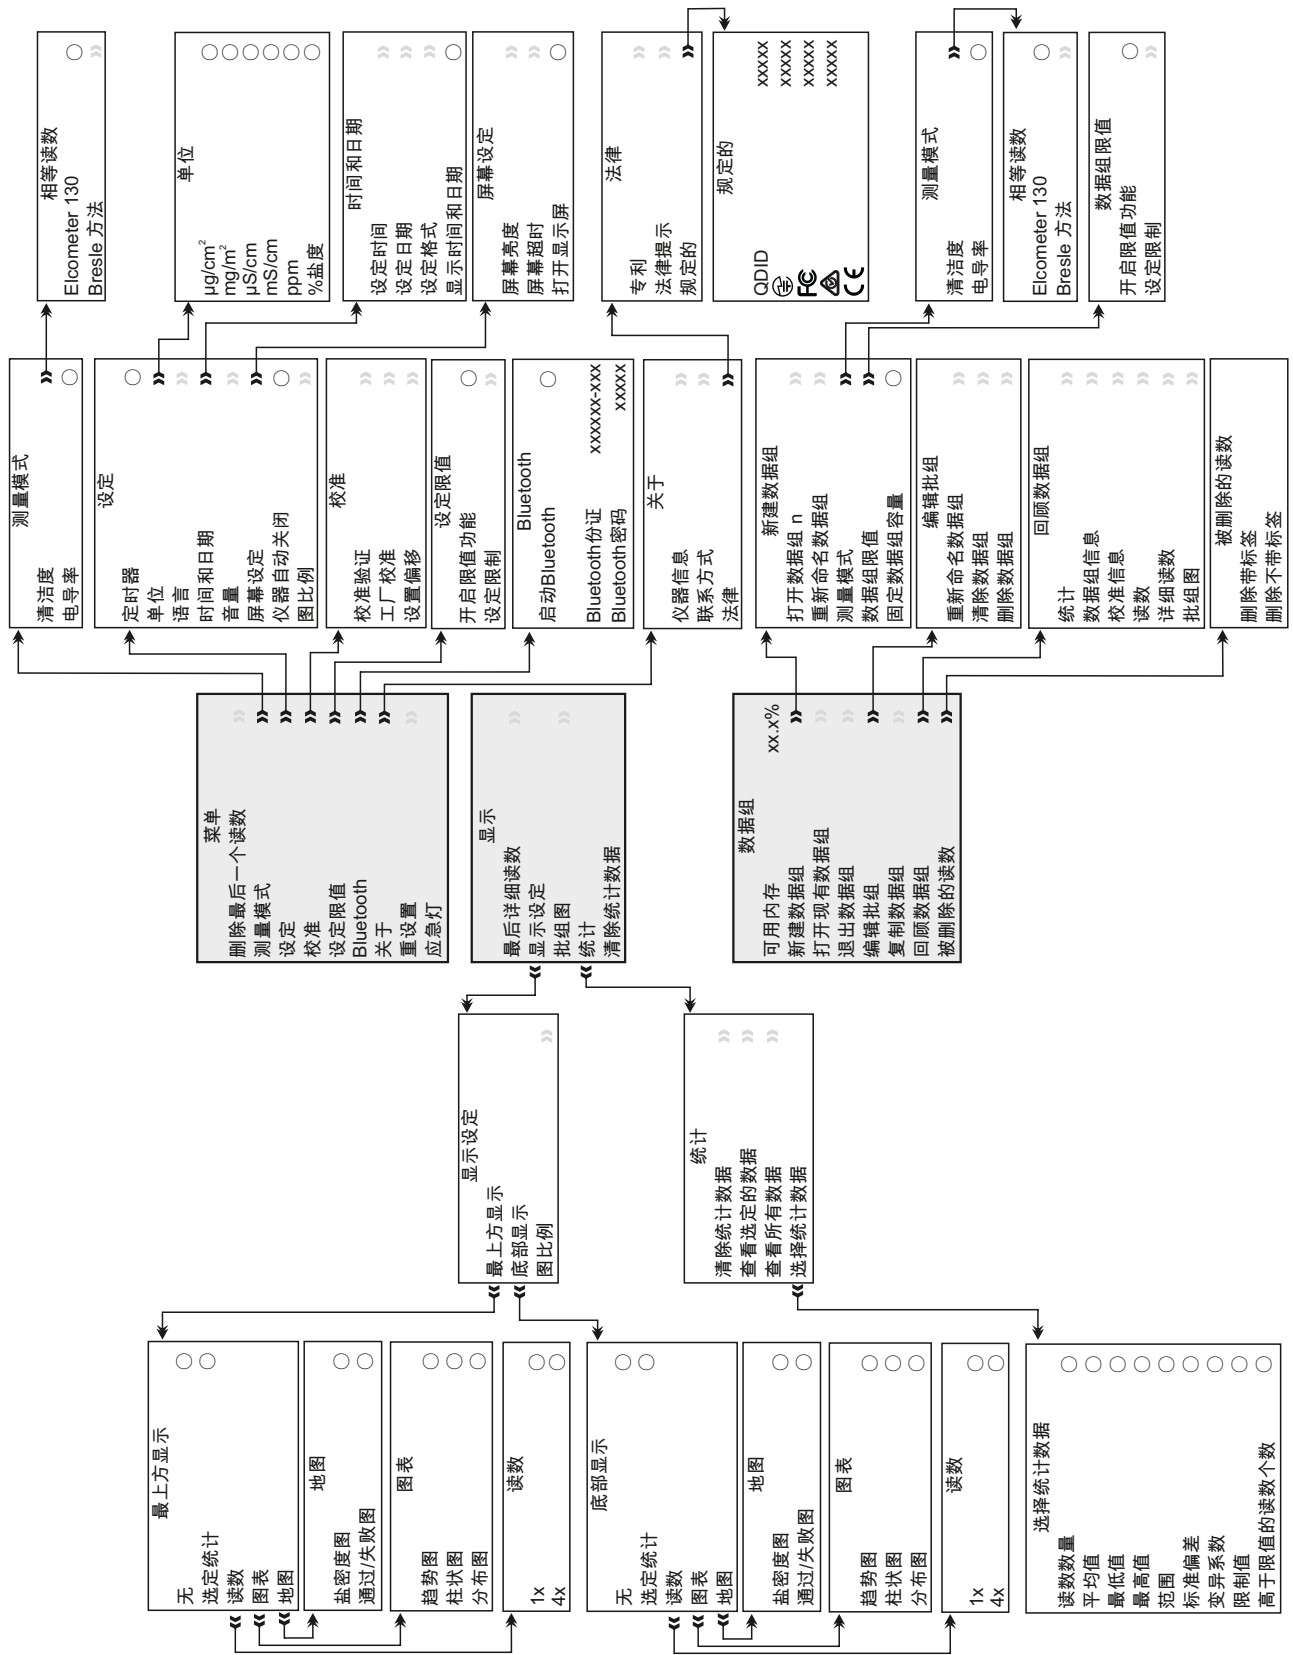 最上方显示
无
选定统计
读数
图表
地图
地图
盐密度图
通过/失败图
图表
趋势图
柱状图
分布图
读数
1x
4x
底部显示
无
选定统计
读数
图表
地图
地图
盐密度图
通过/失败图
图表
趋势图
柱状图
分布图
读数
1x
4x
选择统计数据
读数数量
平均值
最低值
最高值
范围
标准偏差
变异系数
限制值
高于限值的读数个数
显示设定
最上方显示
底部显示
图比例
统计
清除统计数据
查看选定的数据
查看所有数据
选择统计数据
菜单
删除最后一个读数
测量模式
设定
校准
设定限值
Bluetooth
关于
重设置
应急灯
显示
最后详细读数
显示设定
批组图
统计
清除统计数据
数据组
可用内存 xx.x%
新建数据组
打开现有数据组
退出数据组
编辑批组
复制数据组
回顾数据组
被删除的读数
测量模式
清洁度
电导率
设定
定时器
单位
语言
时间和日期
音量
屏幕设定
仪器自动关闭
图比例
校准
校准验证
工厂校准
设置偏移
设定限值
开启限值功能
设定限制
Bluetooth
启动Bluetooth
Bluetooth份证 xxxxxx-xxx
Bluetooth密码 xxxxx
关于
仪器信息
联系方式
法律
新建数据组
打开数据组 n
重新命名数据组
测量模式
数据组限值
固定数据组容量
编辑批组
重新命名数据组
清除数据组
删除数据组
回顾数据组
统计
数据组信息
校准信息
读数
详细读数
批组图
被删除的读数
删除带标签
删除不带标签
相等读数
Elcometer 130
Bresle 方法
单位
µg/cm²
mg/m²
µS/cm
mS/cm
ppm
%盐度
时间和日期
设定时间
设定日期
设定格式
显示时间和日期
屏幕设定
屏幕亮度
屏幕超时
打开显示屏
法律
专利
法律提示
规定的
规定的
QDID xxxxx
xxxxx
FC xxxxx
xxxxx
CE
测量模式
清洁度
电导率
相等读数
Elcometer 130
Bresle 方法
数据组限值
开启限值功能
设定限制